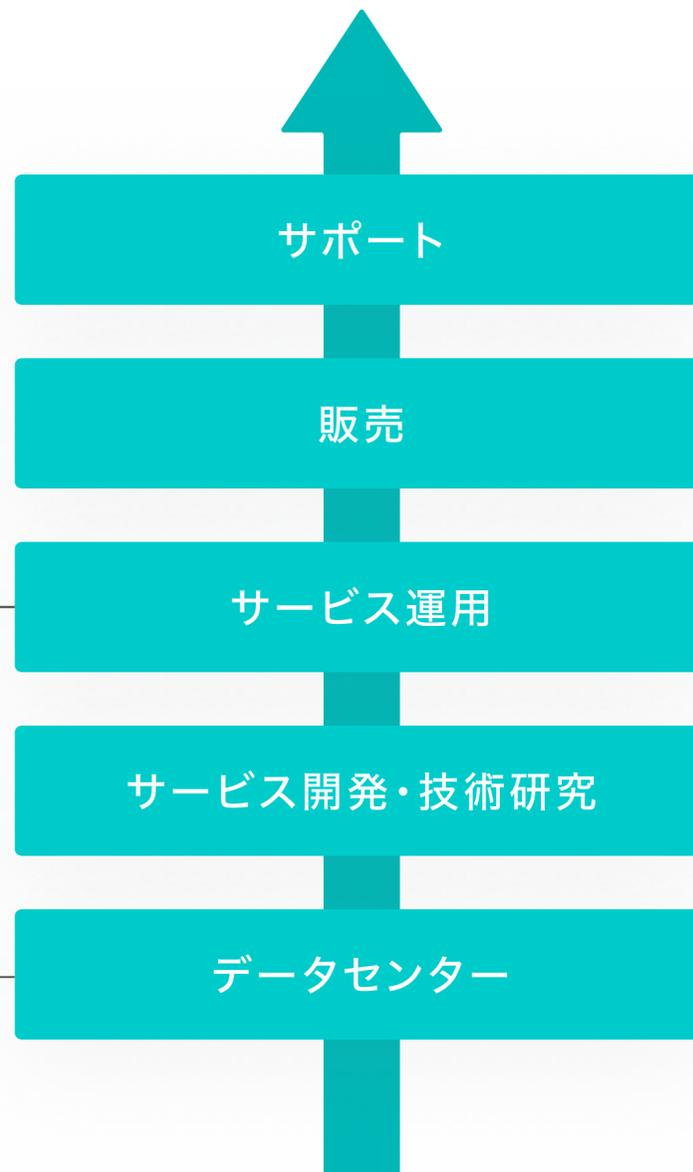 サポート
販売
サービス運用
サービス開発・技術研究
データセンター